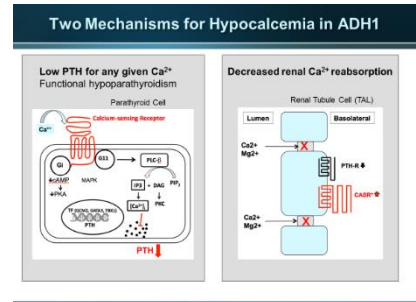 Two Mechanisms for Hypocalcemia in ADH1
Low PTH for any given Ca²⁺
Functional hypoparathyroidism
Parathyroid Cell
Calcium-sensing Receptor
Ca²⁺
Gi
G11
PLC-β
↓cAMP
MAPK
↓PKA
PIP₂
IP3 + DAG
[Ca²⁺]ᵢ
PKC
PTH
PTH ↓
Decreased renal Ca²⁺ reabsorption
Renal Tubule Cell (TAL)
Lumen
Basolateral
Ca2+
Mg2+
X
PTH-R
CASR*
Ca2+
Mg2+
X